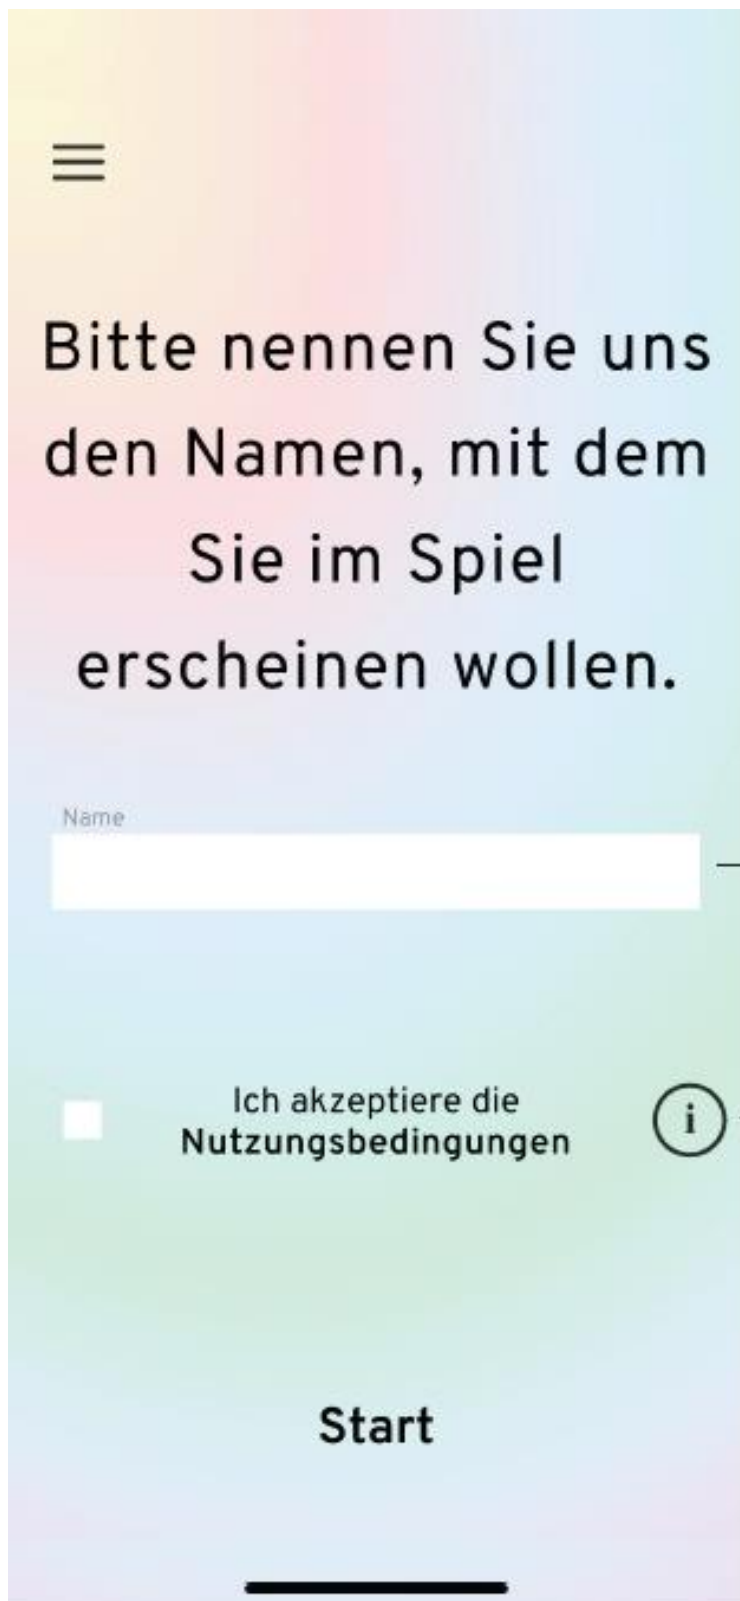 Bitte nennen Sie uns
den Namen, mit dem
Sie im Spiel
erscheinen wollen.
Name
Ich akzeptiere die
Nutzungsbedingungen
i
Start